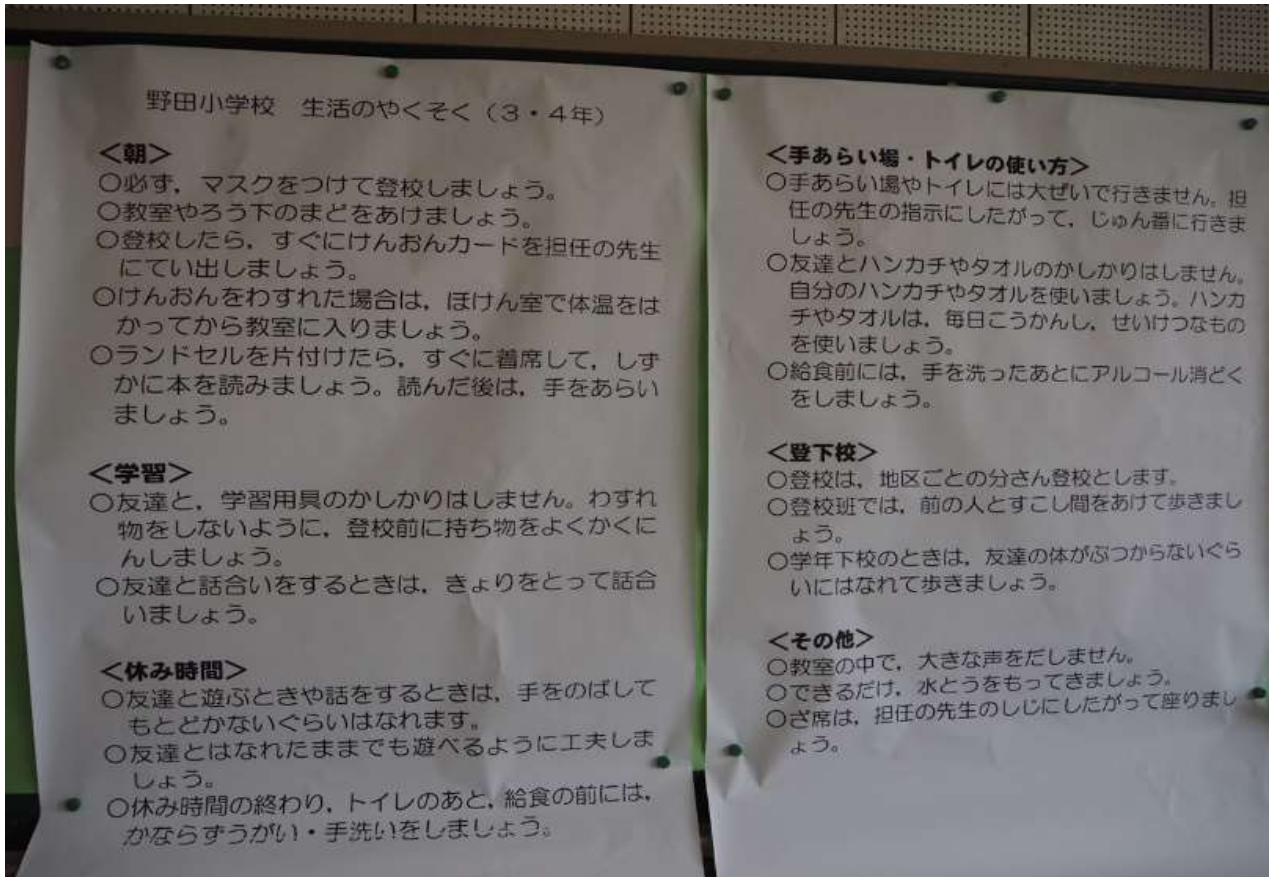 野田小学校 生活のやくそく(3・4年)
<朝>
○必ず，マスクをつけて登校しましょう。
○教室やろう下のまどをあけましょう。
○登校したら，すぐにけんおんカードを担任の先生
にてい出しましょう。
○けんおんをわすれた場合は，ほけん室で体温をは
かってから教室に入りましょう。
○ランドセルを片付けたら，すぐに着席して，しず
かに本を読みましょう。読んだ後は，手をあらい
ましょう。
<学習>
○友達と，学習用具のかしかりはしません。わすれ
物をしないように，登校前に持ち物をよくかくに
んしましょう。
○友達と話合いをするときは，きょりをとって話合
いましょう。
<休み時間>
○友達と遊ぶときや話をするときは，手をのばして
もとどかないぐらいはなれます。
○友達とはなれたままでも遊べるように工夫しま
しょう。
○休み時間の終わり，トイレのあと，給食の前には，
かならずうがい・手洗いをしましょう。
<手あらい場・トイレの使い方>
○手あらい場やトイレには大ぜいで行きません。担
任の先生の指示にしたがって，じゅん番に行きま
しょう。
○友達とハンカチやタオルのかしかりはしません。
自分のハンカチやタオルを使いましょう。ハンカ
チやタオルは，毎日こうかんし，せいけつなもの
を使いましょう。
○給食前には，手を洗ったあとにアルコール消どく
をしましょう。
<登下校>
○登校は，地区ごとの分さん登校とします。
○登校班では，前の人とすこし間をあけて歩きまし
ょう。
○学年下校のときは，友達の体がぶつからないぐら
いにはなれて歩きましょう。
<その他>
○教室の中で，大きな声をだしません。
○できるだけ，水とうをもってきましょう。
○ざ席は，担任の先生のしじにしたがって座りまし
ょう。